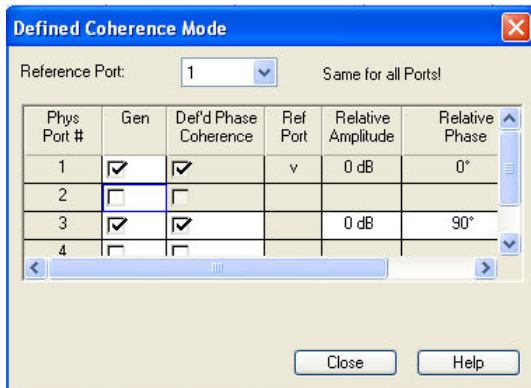 Defined Coherence Mode
Reference Port: 1 Same for all Ports!
Phys Port # Gen Def'd Phase Coherence Ref Port Relative Amplitude Relative Phase
1 v 0 dB 0°
2
3 0 dB 90°
4
Close Help